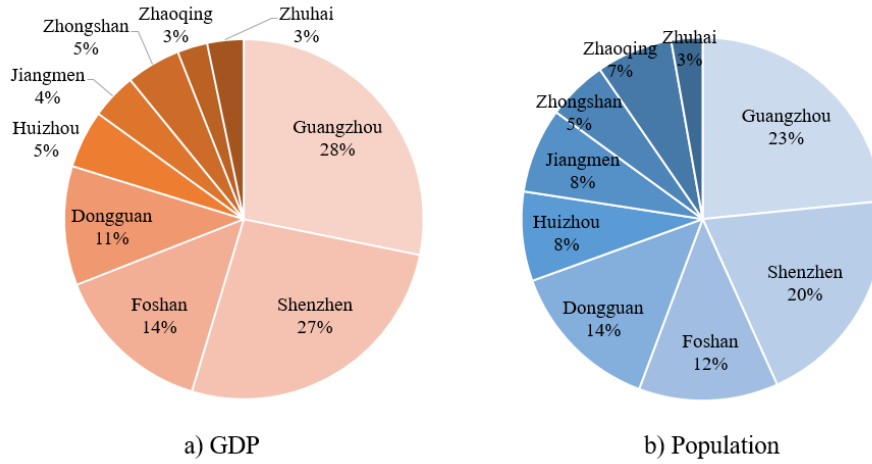 Guangzhou
28%
Shenzhen
27%
Foshan
14%
Dongguan
11%
Huizhou
5%
Jiangmen
4%
Zhongshan
5%
Zhaoqing
3%
Zhuhai
3%
a) GDP
Guangzhou
23%
Shenzhen
20%
Foshan
12%
Dongguan
14%
Huizhou
8%
Jiangmen
8%
Zhongshan
5%
Zhaoqing
7%
Zhuhai
3%
b) Population